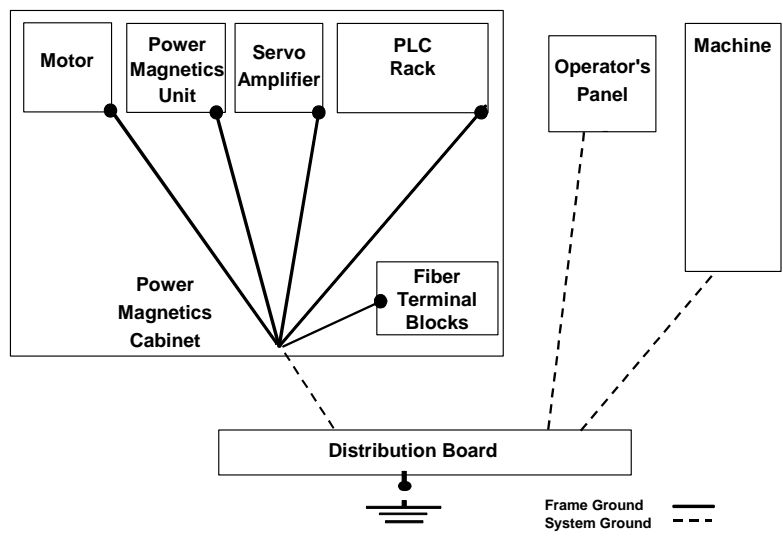 Motor
Power
Magnetics
Unit
Servo
Amplifier
PLC
Rack
Operator's
Panel
Machine
Power
Magnetics
Cabinet
Fiber
Terminal
Blocks
Distribution Board
Frame Ground
System Ground